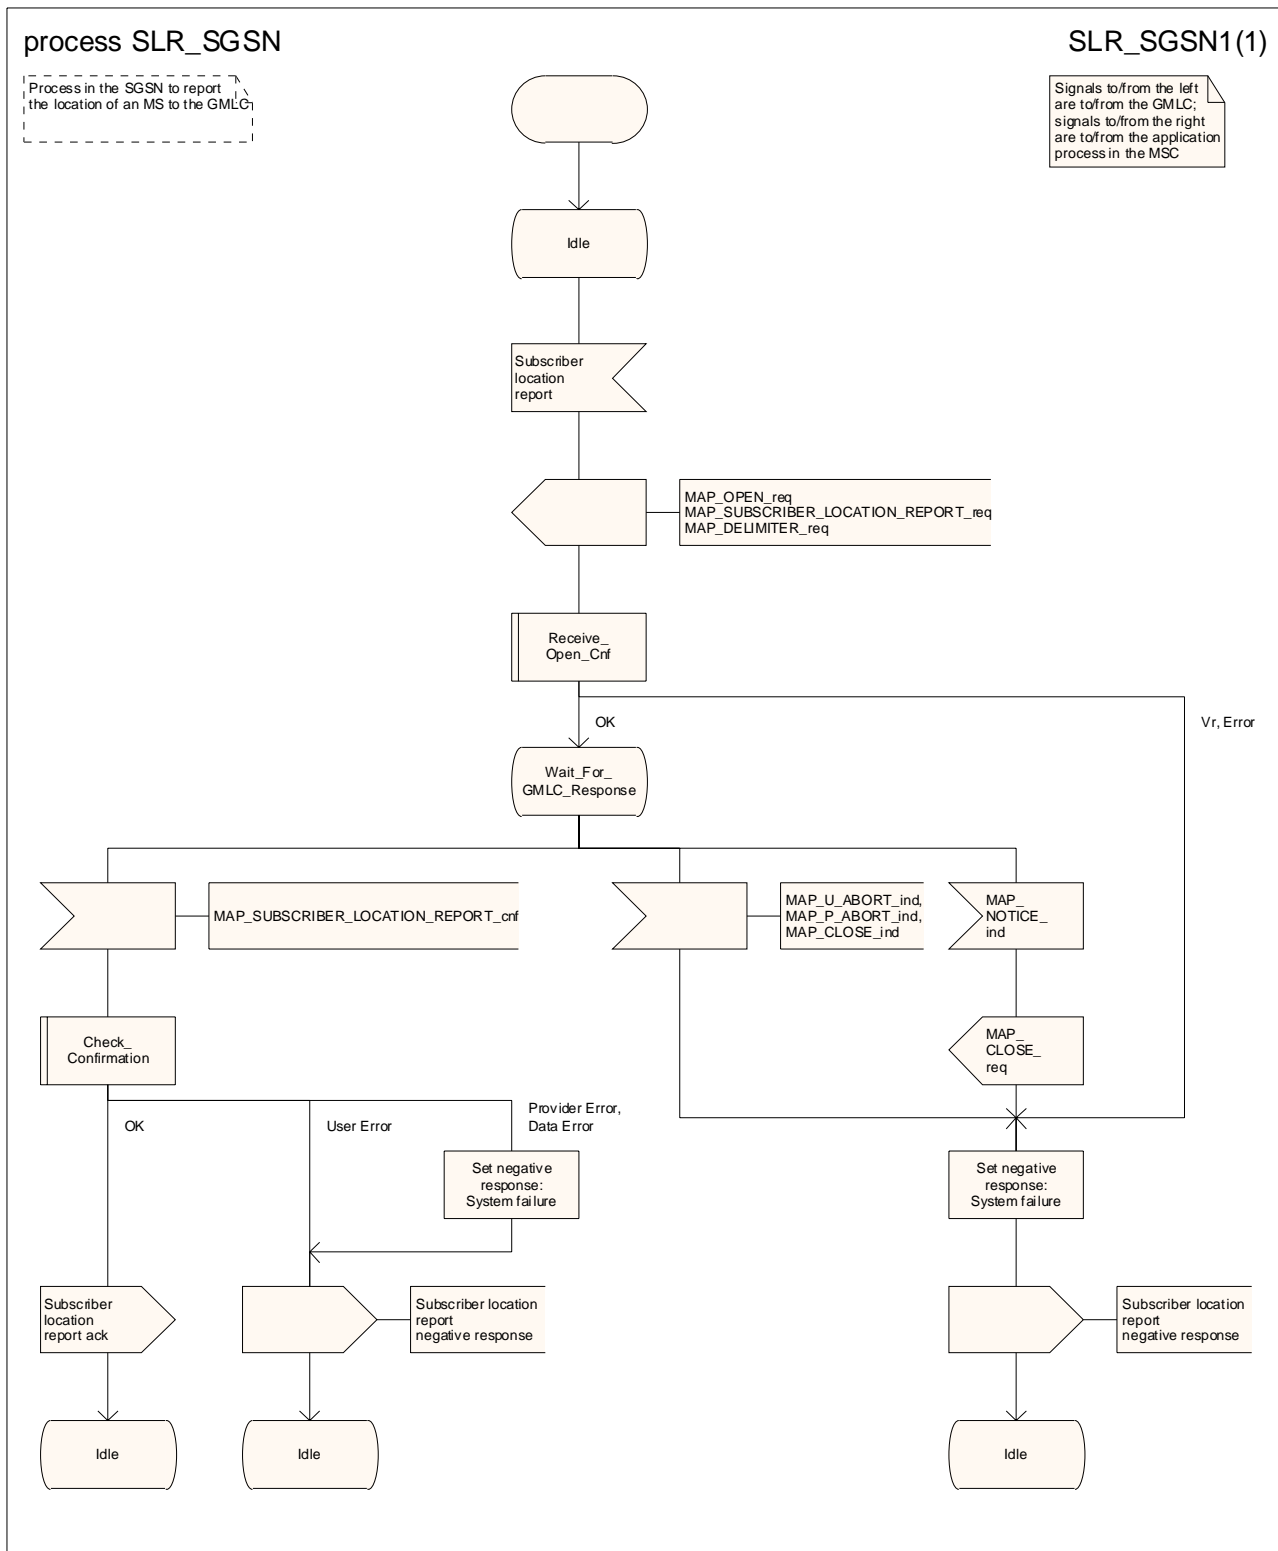 process SLR_SGSN
SLR_SGSN1(1)
Process in the SGSN to report
the location of an MS to the GMLC
Signals to/from the left
are to/from the GMLC;
signals to/from the right
are to/from the application
process in the MSC
Idle
Subscriber
location
report
MAP_OPEN_req
MAP_SUBSCRIBER_LOCATION_REPORT_req
MAP_DELIMITER_req
Receive_
Open_Cnf
OK
Vr, Error
Wait_For_
GMLC_Response
MAP_SUBSCRIBER_LOCATION_REPORT_cnf
MAP_U_ABORT_ind,
MAP_P_ABORT_ind,
MAP_CLOSE_ind
MAP_
NOTICE_
ind
Check_
Confirmation
MAP_
CLOSE_
req
OK
User Error
Provider Error,
Data Error
Set negative
response:
System failure
Set negative
response:
System failure
Subscriber
location
report ack
Subscriber location
report
negative response
Subscriber location
report
negative response
Idle
Idle
Idle